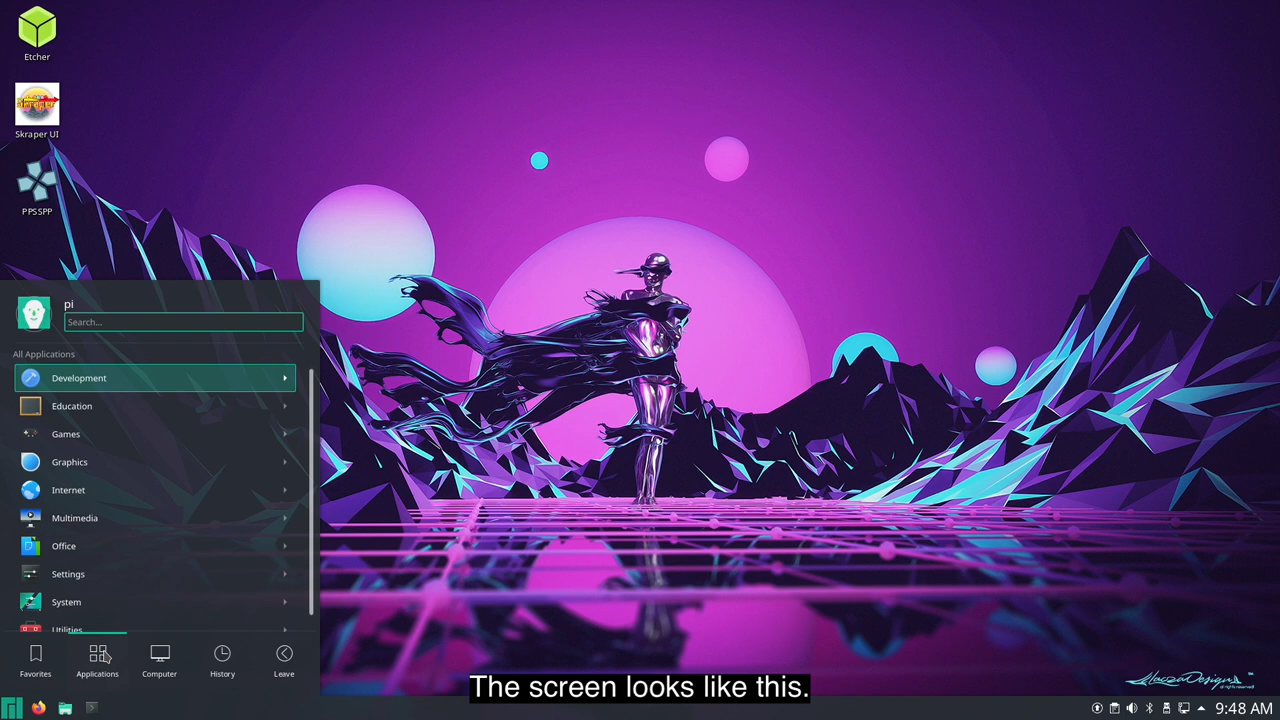 Etcher
Skraper UI
PPSSPP
pi
Search...
All Applications
Development
Education
Games
Graphics
Internet
Multimedia
Office
Settings
System
Utilities
Favorites
Applications
Computer
History
Leave
The screen looks like this.
9:48 AM